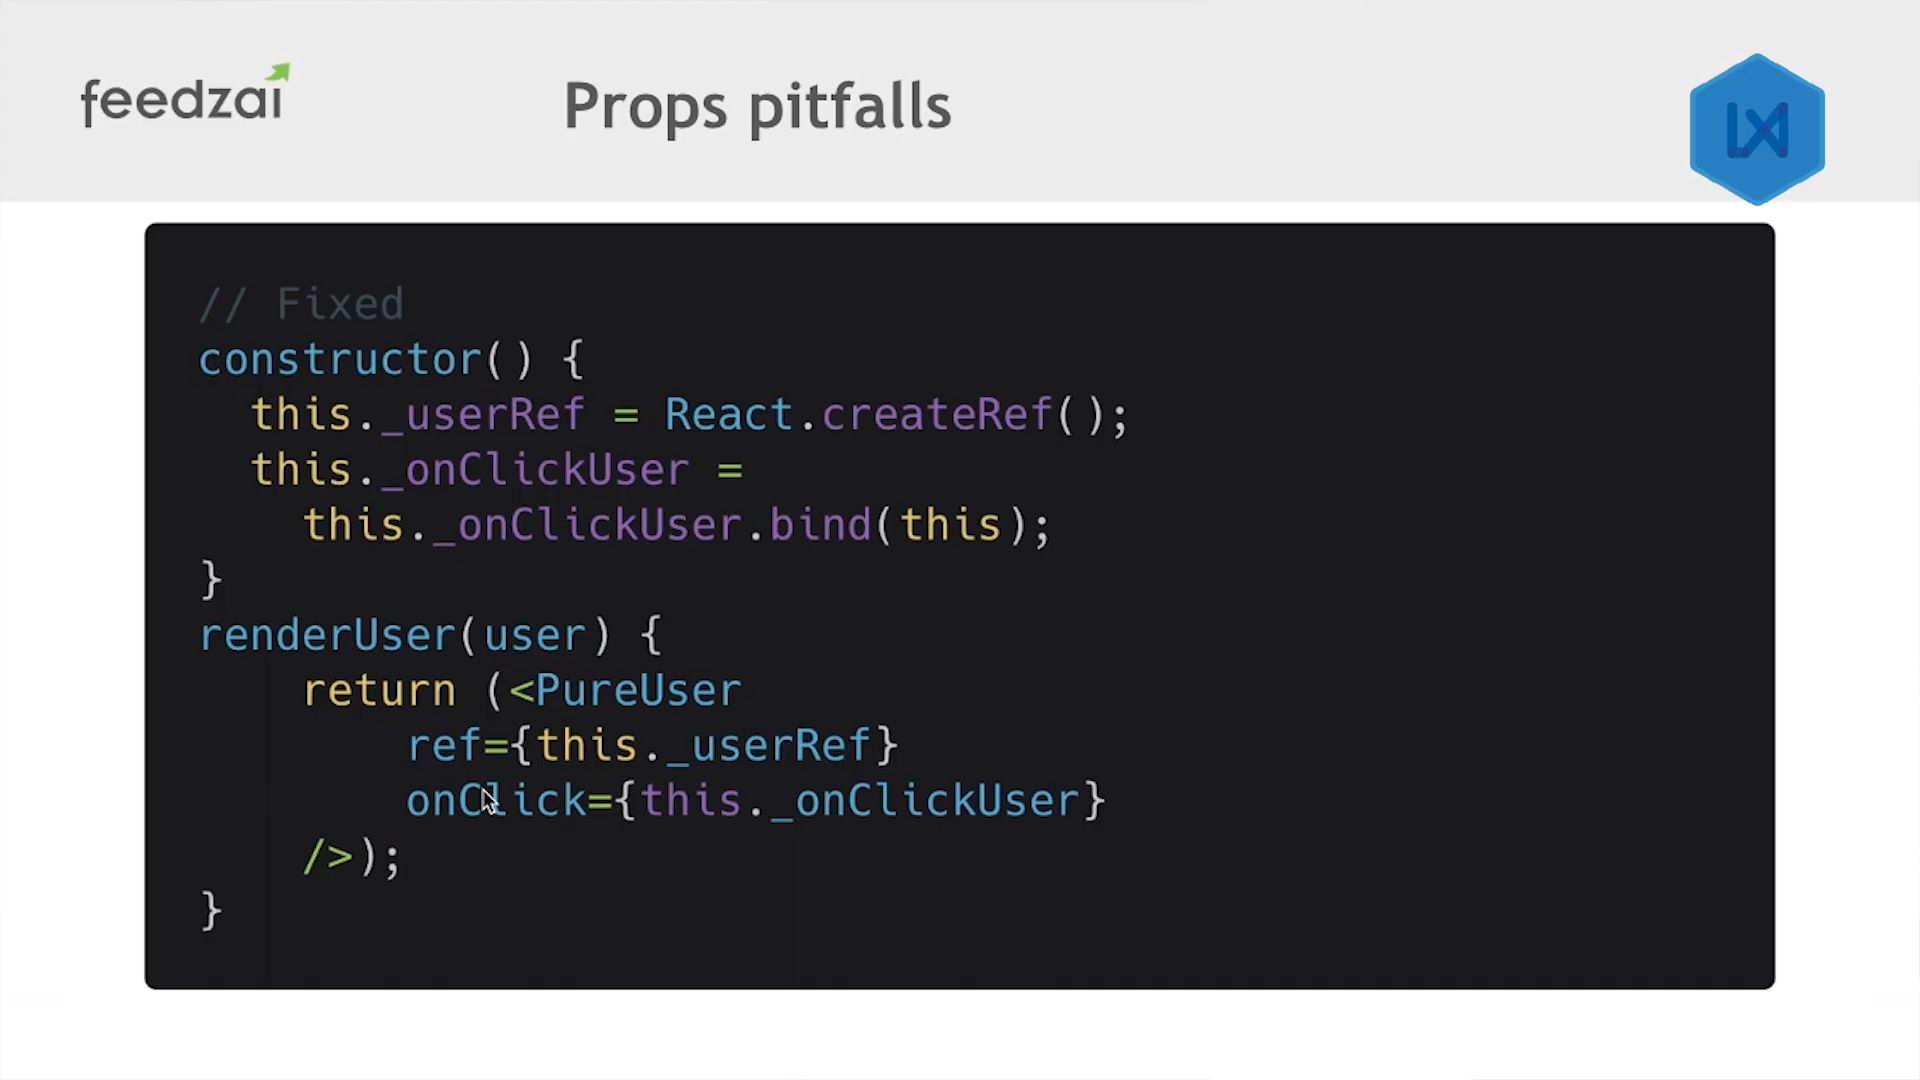 feedzai
Props pitfalls
// Fixed
constructor() {
  this._userRef = React.createRef();
  this._onClickUser =
    this._onClickUser.bind(this);
}
renderUser(user) {
    return (<PureUser
        ref={this._userRef}
        onClick={this._onClickUser}
    />);
}